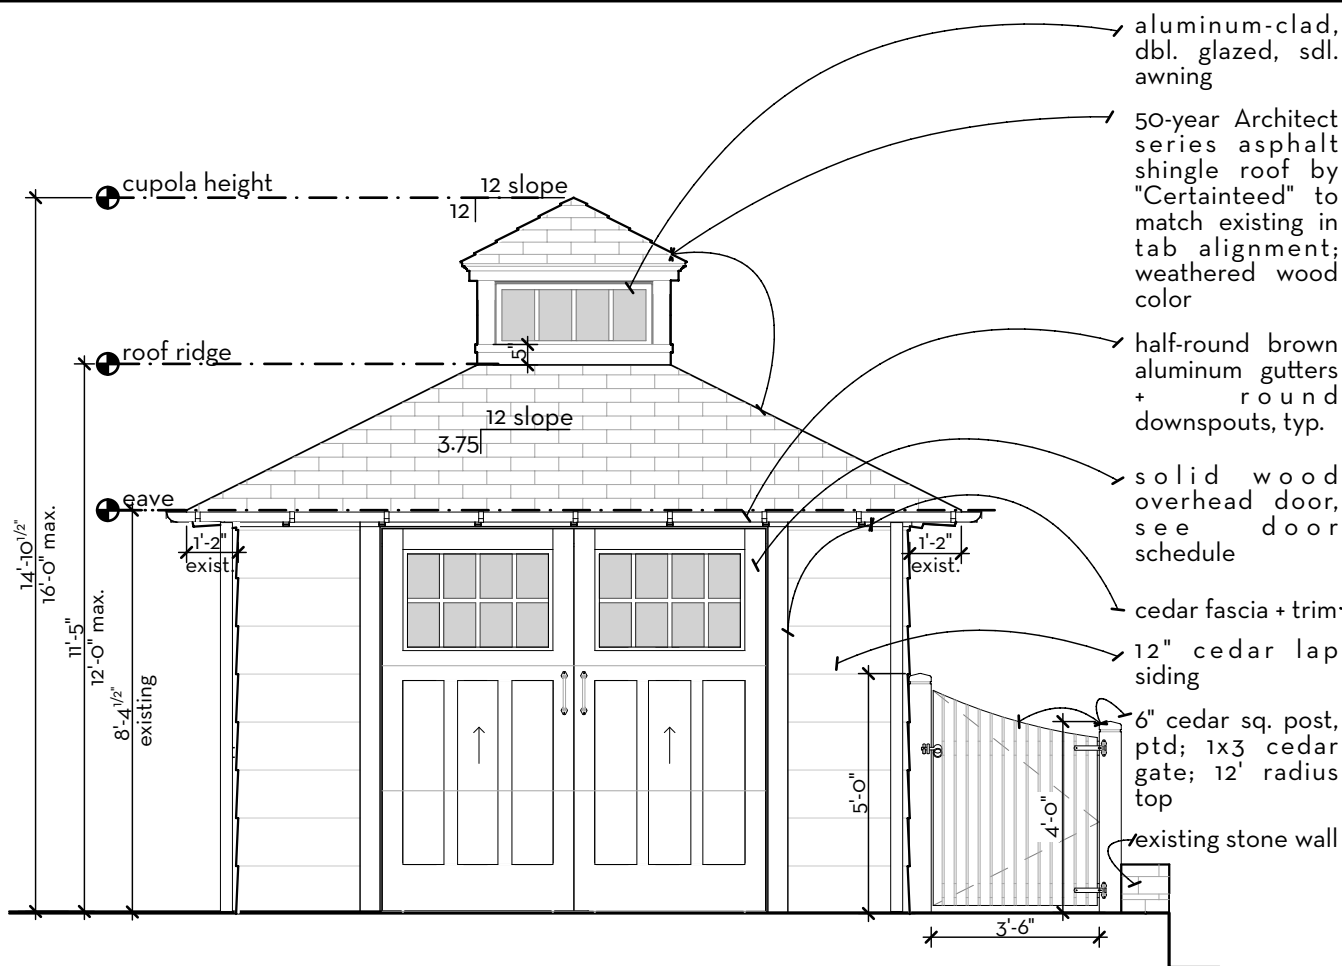 aluminum-clad,
dbl. glazed, sdl.
awning
50-year Architect
series asphalt
shingle roof by
"Certainteed" to
match existing in
tab alignment;
weathered wood
color
half-round brown
aluminum gutters
+ round
downspouts, typ.
solid wood
overhead door,
see door
schedule
cedar fascia + trim
12" cedar lap
siding
6" cedar sq. post,
ptd; 1x3 cedar
gate; 12' radius
top
existing stone wall
cupola height
12 slope
12
roof ridge
5"
12 slope
3.75
eave
1'-2"
exist.
1'-2"
exist.
14'-10 1/2"
16'-0" max.
11'-5"
12'-0" max.
8'-4 1/2"
existing
5'-0"
4'-0"
3'-6"